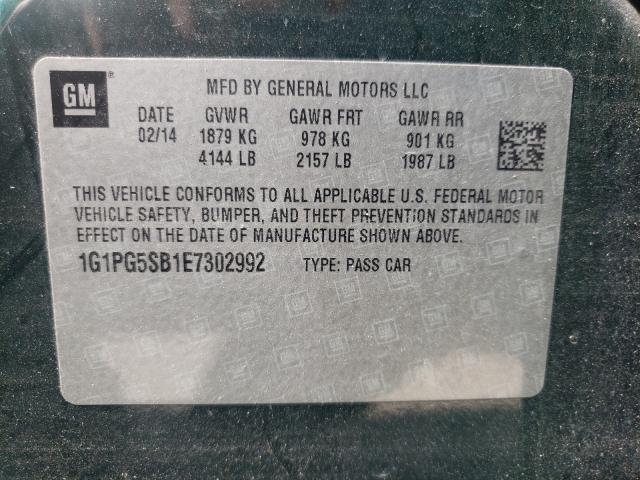 GM
MFD BY GENERAL MOTORS LLC
DATE GVWR GAWR FRT GAWR RR
02/14 1879 KG 978 KG 901 KG
4144 LB 2157 LB 1987 LB
THIS VEHICLE CONFORMS TO ALL APPLICABLE U.S. FEDERAL MOTOR
VEHICLE SAFETY, BUMPER, AND THEFT PREVENTION STANDARDS IN
EFFECT ON THE DATE OF MANUFACTURE SHOWN ABOVE.
1G1PG5SB1E7302992 TYPE: PASS CAR